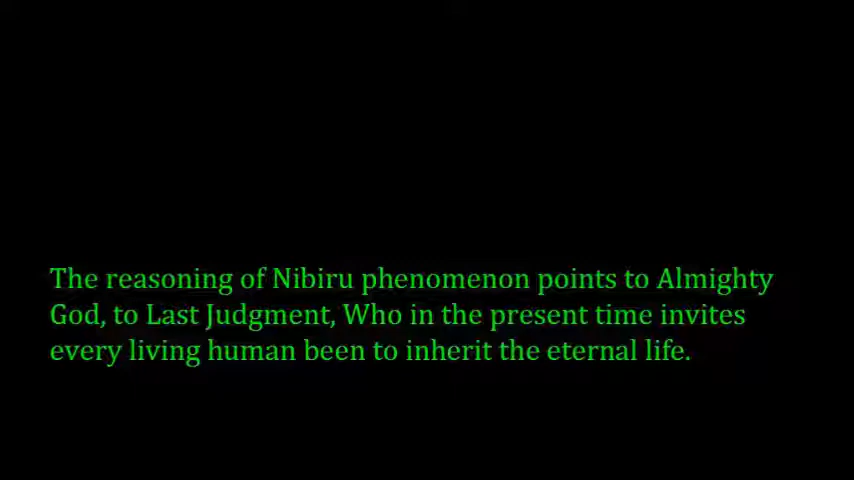 The reasoning of Nibiru phenomenon points to Almighty
God, to Last Judgment, Who in the present time invites
every living human been to inherit the eternal life.